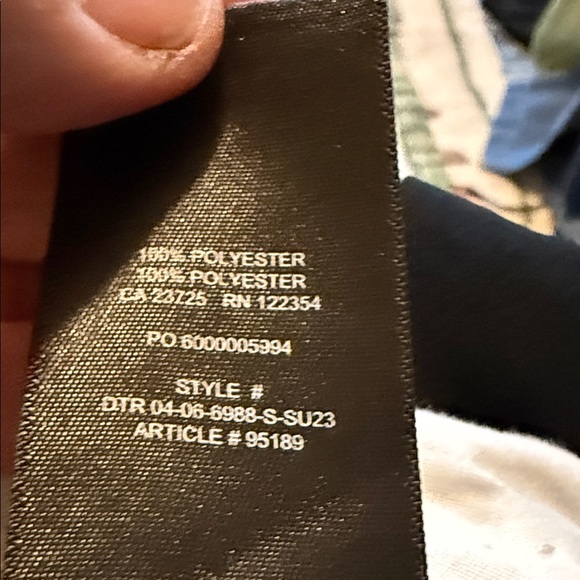 100% POLYESTER
100% POLYESTER
CA 23725 RN 122354
PO 6000005994
STYLE #
DTR 04-06-6988-S-SU23
ARTICLE # 95189